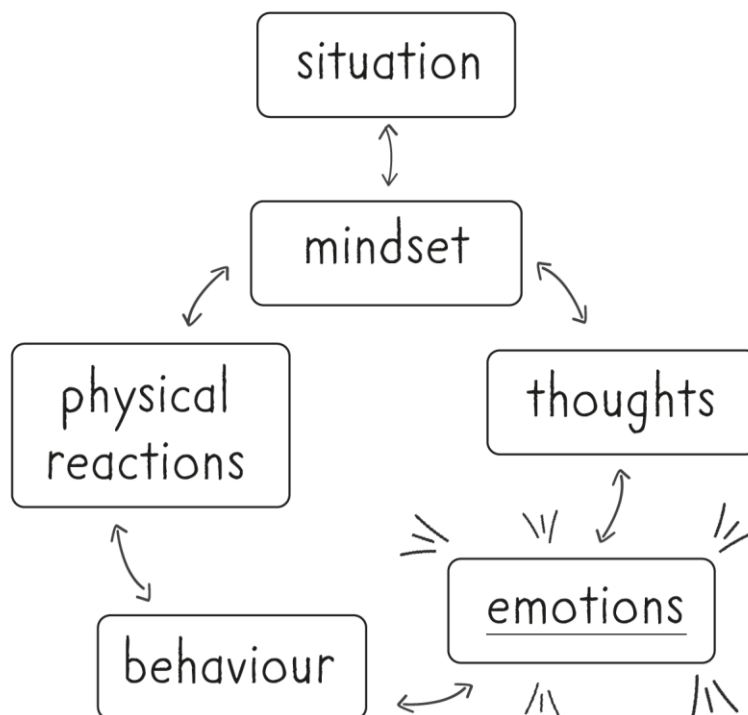 situation
mindset
physical
reactions
thoughts
emotions
behaviour